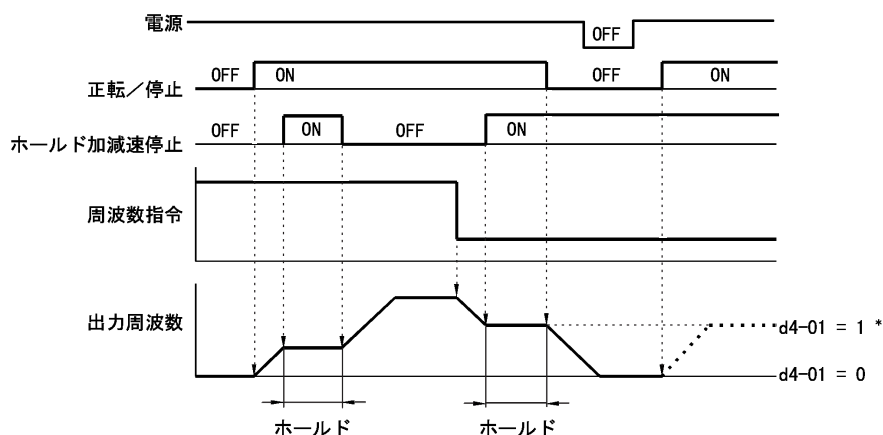 電源
OFF
正転／停止
OFF ON OFF ON
ホールド加減速停止
OFF ON OFF ON
周波数指令
出力周波数
d4-01 = 1 *
d4-01 = 0
ホールド ホールド